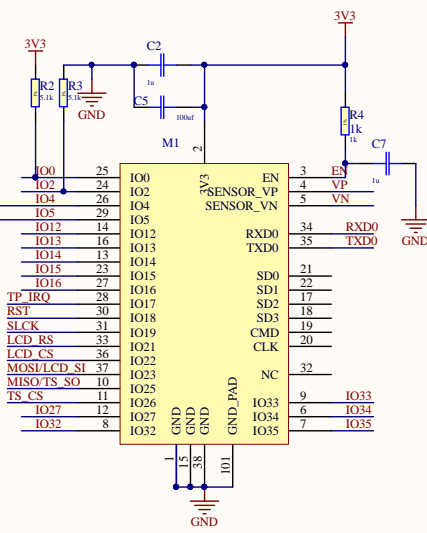 3V3
3V3
C2
1u
R2
5.1k
R3
5.1k
GND
C5
100uf
R4
1k
1k
C7
1u
GND
M1
2
3V3
IO0 25 IO0 EN 3 EN
IO2 24 IO2 SENSOR_VP 4 VP
IO4 26 IO4 SENSOR_VN 5 VN
IO5 29 IO5
IO12 14 IO12 RXD0 34 RXD0
IO13 16 IO13 TXD0 35 TXD0
IO14 13 IO14
IO15 23 IO15 SD0 21
IO16 27 IO16 SD1 22
TP_IRQ 28 IO17 SD2 17
RST 30 IO18 SD3 18
SLCK 31 IO19 CMD 19
LCD_RS 33 IO21 CLK 20
LCD_CS 36 IO22
MOSI/LCD_SI 37 IO23 NC 32
MISO/TS_SO 10 IO25
TS_CS 11 IO26 IO33 9 IO33
IO27 12 IO27 IO34 6 IO34
IO32 8 IO32 IO35 7 IO35
GND GND GND GND_PAD
1 15 38 101
GND